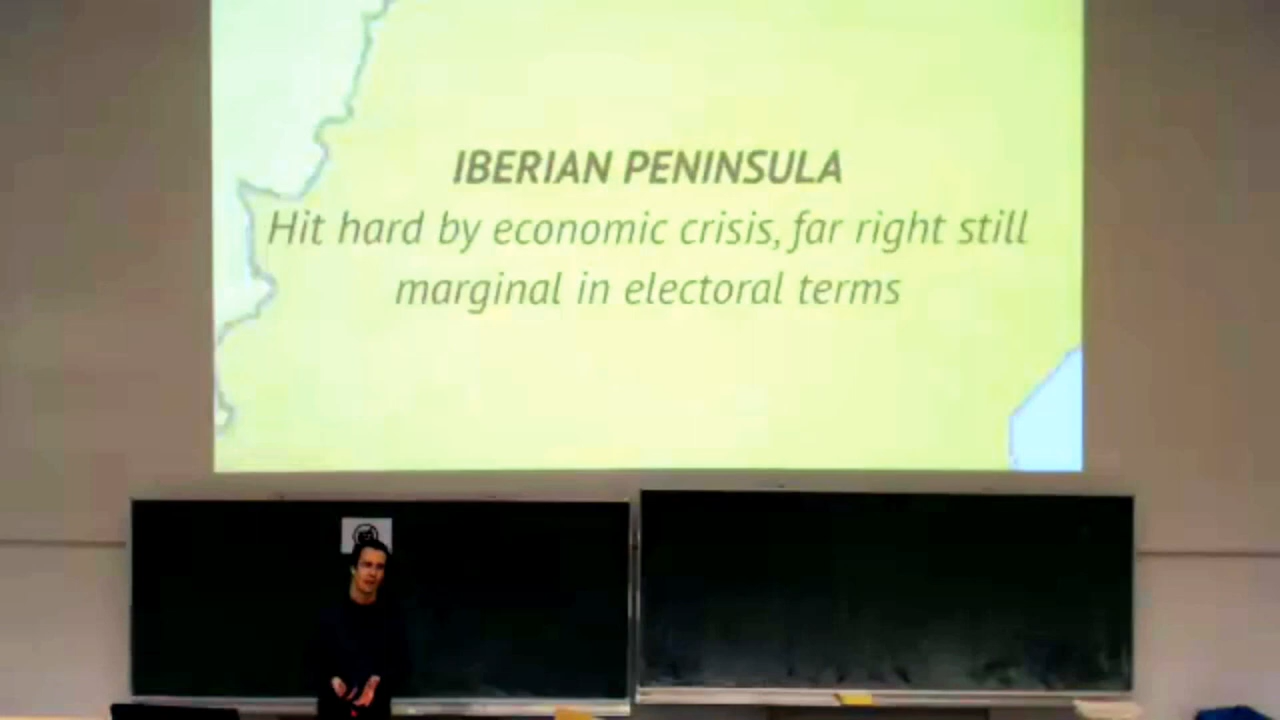 IBERIAN PENINSULA
Hit hard by economic crisis, far right still
marginal in electoral terms